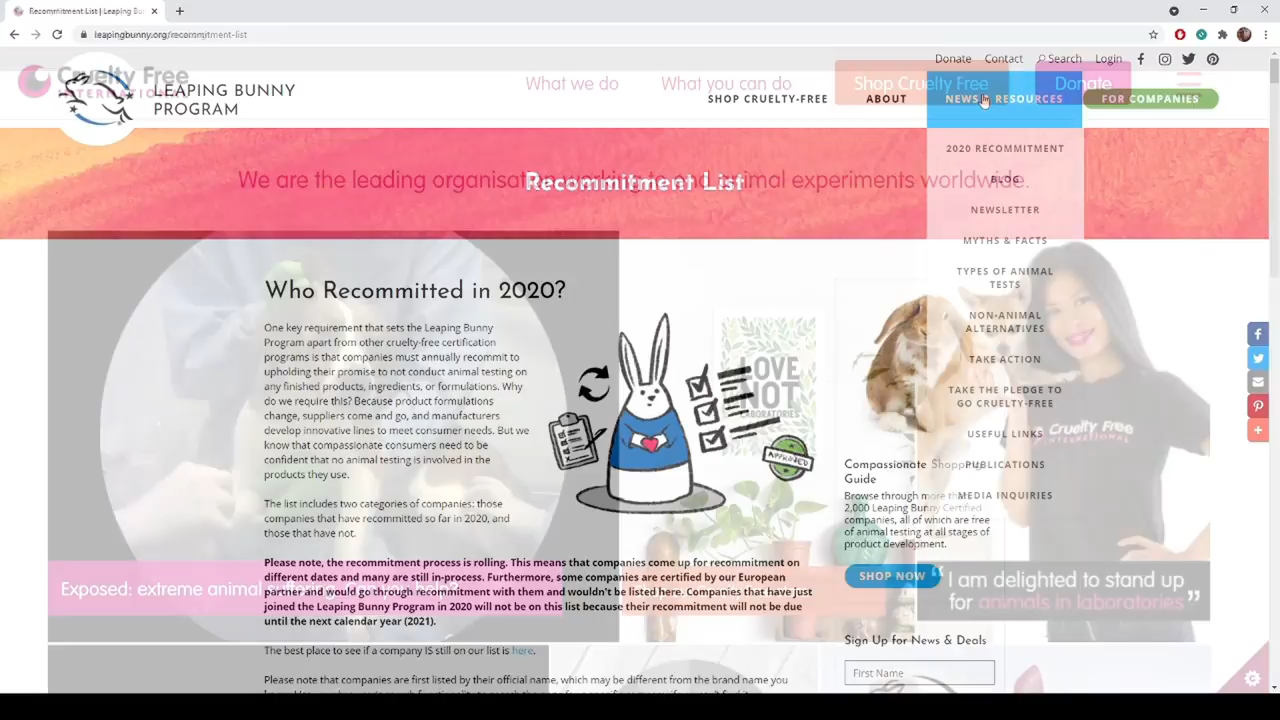 Recommitment List | Leaping Bu
leapingbunny.org/recommitment-list
Donate Contact Search Login
Cruelty Free
INTERNATIONAL
LEAPING BUNNY
PROGRAM
What we do What you can do Shop Cruelty Free Donate
SHOP CRUELTY-FREE ABOUT NEWS RESOURCES FOR COMPANIES
We are the leading organisation working to end animal experiments worldwide.
Recommitment List
2020 RECOMMITMENT
BLOG
NEWSLETTER
MYTHS & FACTS
TYPES OF ANIMAL
TESTS
NON-ANIMAL
ALTERNATIVES
TAKE ACTION
TAKE THE PLEDGE TO
GO CRUELTY-FREE
USEFUL LINKS
PUBLICATIONS
MEDIA INQUIRIES
Who Recommitted in 2020?
One key requirement that sets the Leaping Bunny
Program apart from other cruelty-free certification
programs is that companies must annually recommit to
upholding their promise to not conduct animal testing on
any finished products, ingredients, or formulations. Why
do we require this? Because product formulations
change, suppliers come and go, and manufacturers
develop innovative lines to meet consumer needs. But we
know that compassionate consumers need to be
confident that no animal testing is involved in the
products they use.
The list includes two categories of companies: those
companies that have recommitted so far in 2020, and
those that have not.
Please note, the recommitment process is rolling. This means that companies come up for recommitment on
different dates and many are still in-process. Furthermore, some companies are certified by our European
partner and would go through recommitment with them and wouldn't be listed here. Companies that have just
joined the Leaping Bunny Program in 2020 will not be on this list because their recommitment will not be due
until the next calendar year (2021).
The best place to see if a company IS still on our list is here.
Please note that companies are first listed by their official name, which may be different from the brand name you
APPROVED
LOVE
NOT
LABORATORIES
Exposed: extreme animal suffering, can you help?
Compassionate Shopping
Guide
Browse through more than
2,000 Leaping Bunny Certified
companies, all of which are free
of animal testing at all stages of
product development.
SHOP NOW
Cruelty Free
INTERNATIONAL
“I am delighted to stand up
for animals in laboratories”
Sign Up for News & Deals
First Name